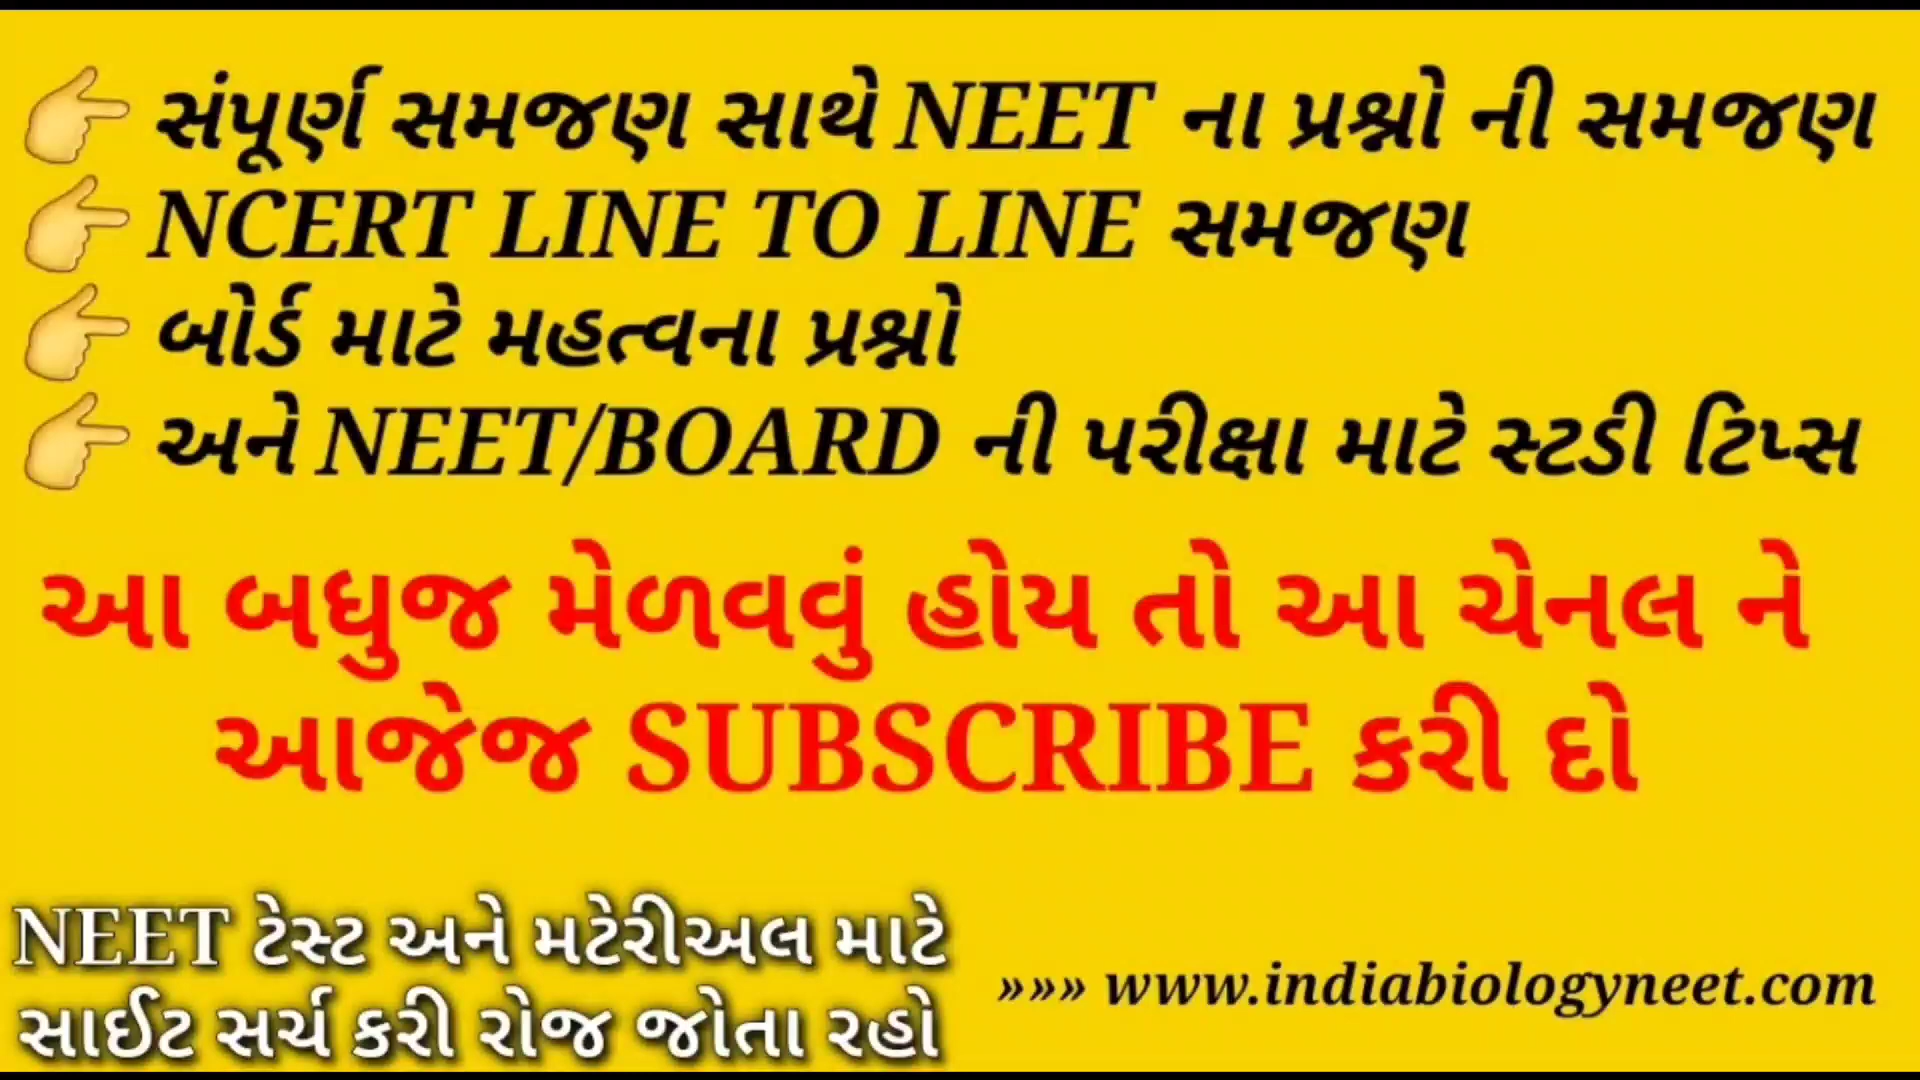 👉 સંપૂર્ણ સમજણ સાથે NEET ના પ્રશ્નો ની સમજણ
👉 NCERT LINE TO LINE સમજણ
👉 બોર્ડ માટે મહત્વના પ્રશ્નો
👉 અને NEET/BOARD ની પરીક્ષા માટે સ્ટડી ટિપ્સ
આ બધુજ મેળવવું હોય તો આ ચેનલ ને
આજેજ SUBSCRIBE કરી દો
NEET ટેસ્ટ અને મટેરીઅલ માટે
સાઈટ સર્ચ કરી રોજ જોતા રહો
»»» www.indiabiologyneet.com